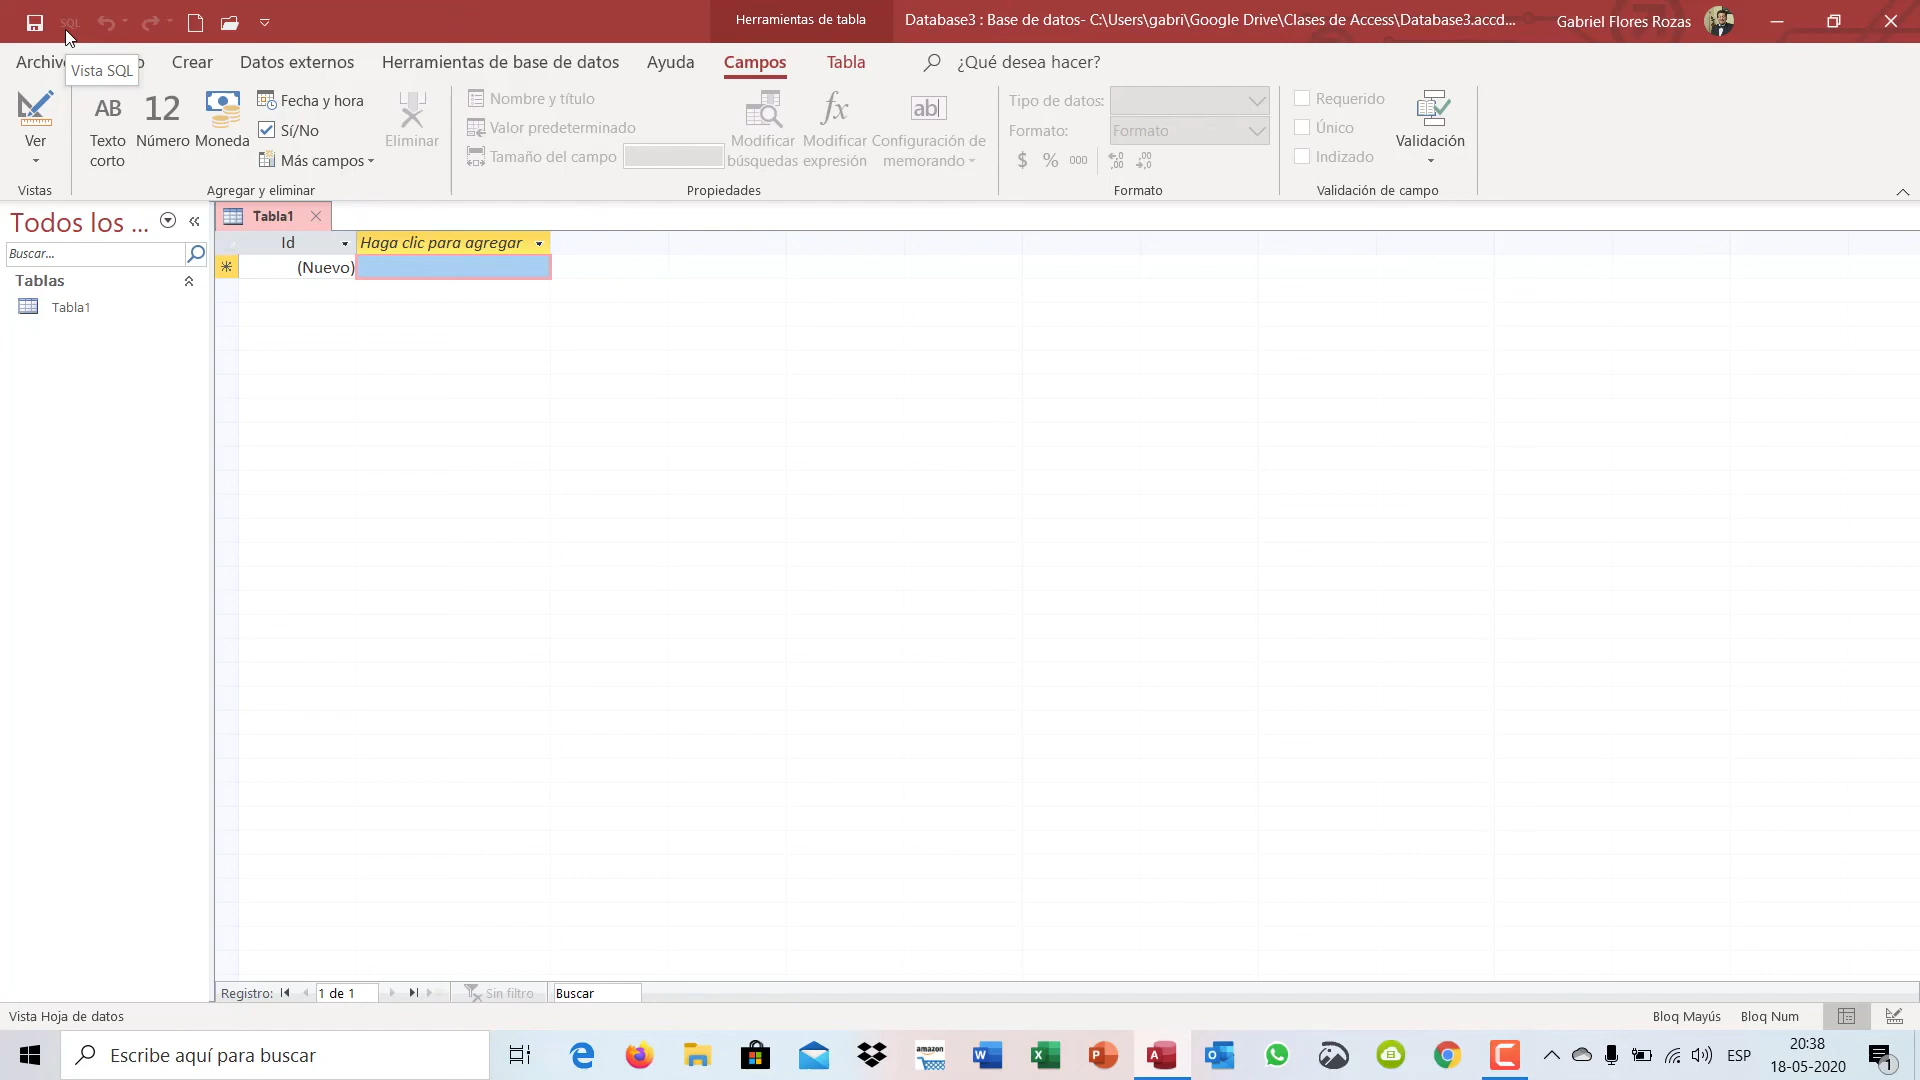 SQL
Herramientas de tabla
Database3 : Base de datos- C:\Users\gabri\Google Drive\Clases de Access\Database3.accd...
Gabriel Flores Rozas
Crear
Datos externos
Herramientas de base de datos
Ayuda
Campos
Tabla
¿Qué desea hacer?
Vista SQL
Ver
AB
Texto
corto
12
Número
Moneda
Fecha y hora
Sí/No
Más campos
Eliminar
Nombre y título
Valor predeterminado
Tamaño del campo
Modificar
búsquedas
fx
Modificar
expresión
ab|
Configuración de
memorando
Tipo de datos:
Formato:
Formato
$ % 000
Requerido
Único
Indizado
Validación
Vistas
Agregar y eliminar
Propiedades
Formato
Validación de campo
Todos los ...
Buscar...
Tablas
Tabla1
Tabla1
Id
Haga clic para agregar
(Nuevo)
Registro:
1 de 1
Sin filtro
Buscar
Vista Hoja de datos
Bloq Mayús
Bloq Num
Escribe aquí para buscar
amazon
ESP
20:38
18-05-2020
1